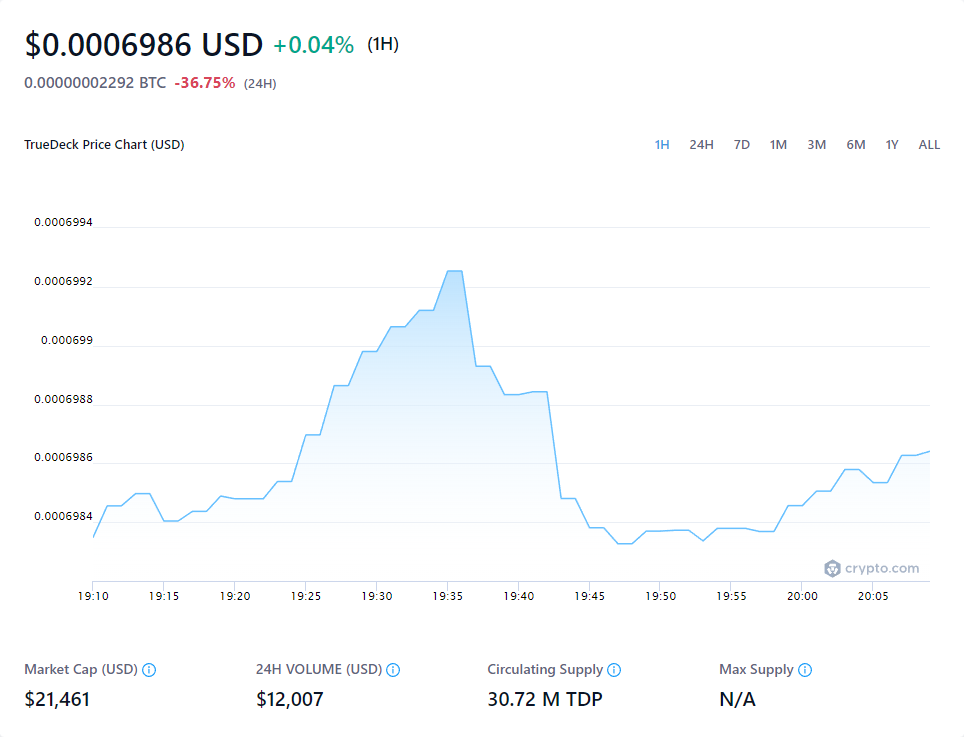 $0.0006986 USD +0.04% (1H)
0.00000002292 BTC -36.75% (24H)
TrueDeck Price Chart (USD) 1H 24H 7D 1M 3M 6M 1Y ALL
0.0006994
0.0006992
0.000699
0.0006988
0.0006986
0.0006984
crypto.com
19:10 19:15 19:20 19:25 19:30 19:35 19:40 19:45 19:50 19:55 20:00 20:05
Market Cap (USD) 24H VOLUME (USD) Circulating Supply Max Supply
$21,461 $12,007 30.72 M TDP N/A